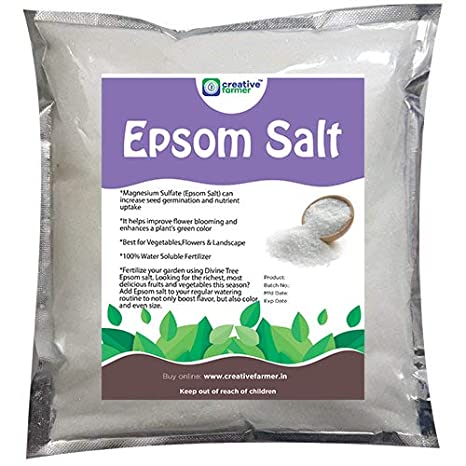 creative™
farmer
Epsom Salt
*Magnesium Sulfate (Epsom Salt) can
increase seed germination and nutrient
uptake
*It helps improve flower blooming and
enhances a plant's green color
*Best for Vegetables,Flowers & Landscape
*100% Water Soluble Fertilizer
*Fertilize your garden using Divine Tree
Epsom salt, Looking for the richest, most
delicious fruits and vegetables this season?
Add Epsom salt to your regular watering
routine to not only boost flavor, but also color
and even size.
Product:
Batch No.:
Mfd Date:
Exp Date:
Buy online: www.creativefarmer.in
Keep out of reach of children